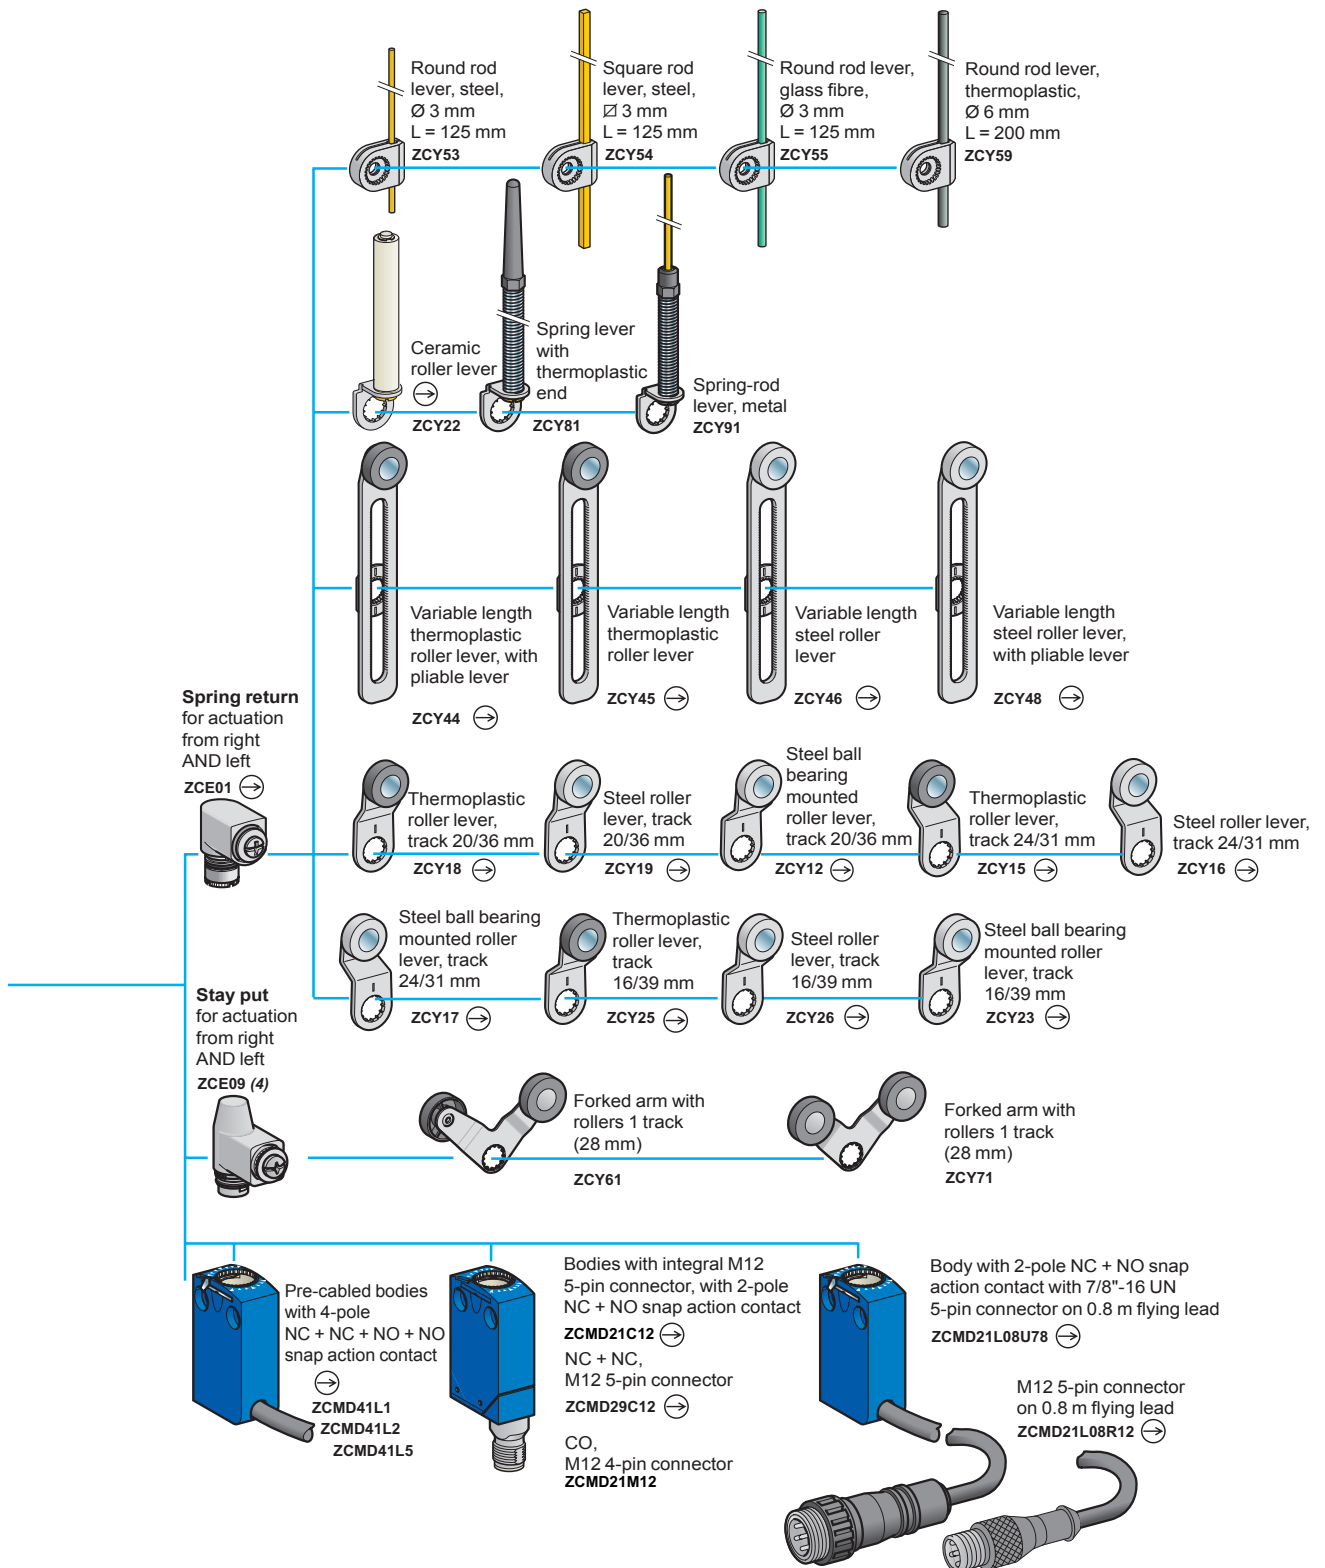 Round rod
lever, steel,
Ø 3 mm
L = 125 mm
ZCY53
Square rod
lever, steel,
⍁ 3 mm
L = 125 mm
ZCY54
Round rod lever,
glass fibre,
Ø 3 mm
L = 125 mm
ZCY55
Round rod lever,
thermoplastic,
Ø 6 mm
L = 200 mm
ZCY59
Ceramic
roller lever
ZCY22
Spring lever
with
thermoplastic
end
ZCY81
Spring-rod
lever, metal
ZCY91
Variable length
thermoplastic
roller lever, with
pliable lever
ZCY44
Variable length
thermoplastic
roller lever
ZCY45
Variable length
steel roller
lever
ZCY46
Variable length
steel roller lever,
with pliable lever
ZCY48
Spring return
for actuation
from right
AND left
ZCE01
Thermoplastic
roller lever,
track 20/36 mm
ZCY18
Steel roller
lever, track
20/36 mm
ZCY19
Steel ball
bearing
mounted
roller lever,
track 20/36 mm
ZCY12
Thermoplastic
roller lever,
track 24/31 mm
ZCY15
Steel roller lever,
track 24/31 mm
ZCY16
Steel ball bearing
mounted roller
lever, track
24/31 mm
ZCY17
Thermoplastic
roller lever,
track
16/39 mm
ZCY25
Steel roller
lever, track
16/39 mm
ZCY26
Steel ball bearing
mounted roller
lever, track
16/39 mm
ZCY23
Stay put
for actuation
from right
AND left
ZCE09 (4)
Forked arm with
rollers 1 track
(28 mm)
ZCY61
Forked arm with
rollers 1 track
(28 mm)
ZCY71
Pre-cabled bodies
with 4-pole
NC + NC + NO + NO
snap action contact
ZCMD41L1
ZCMD41L2
ZCMD41L5
Bodies with integral M12
5-pin connector, with 2-pole
NC + NO snap action contact
ZCMD21C12
NC + NC,
M12 5-pin connector
ZCMD29C12
CO,
M12 4-pin connector
ZCMD21M12
Body with 2-pole NC + NO snap
action contact with 7/8"-16 UN
5-pin connector on 0.8 m flying lead
ZCMD21L08U78
M12 5-pin connector
on 0.8 m flying lead
ZCMD21L08R12